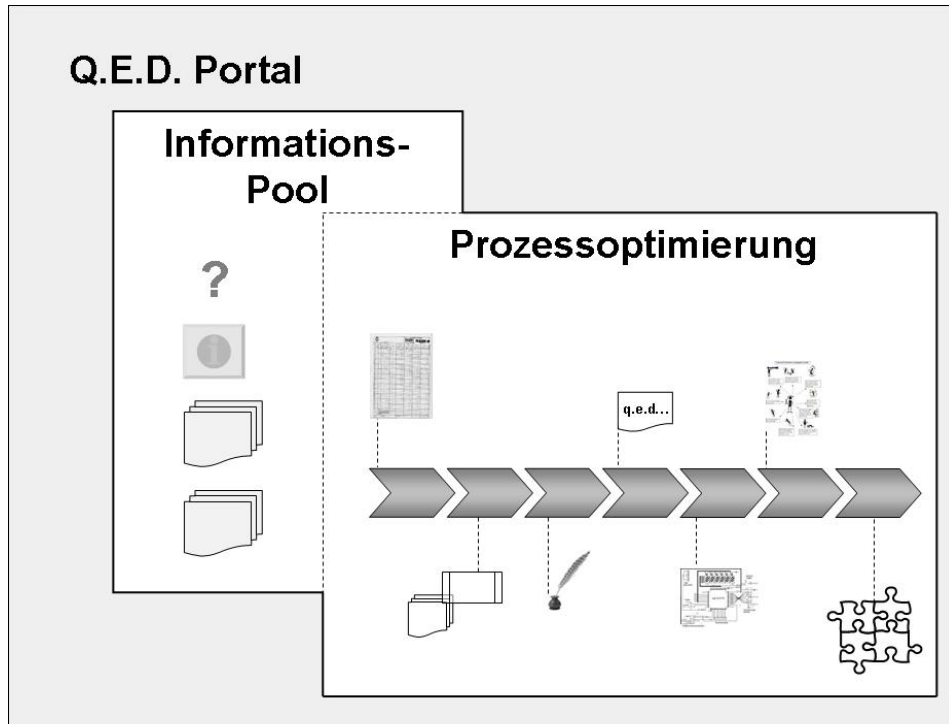 Q.E.D. Portal
Informations-
Pool
Prozessoptimierung
?
i
q.e.d...